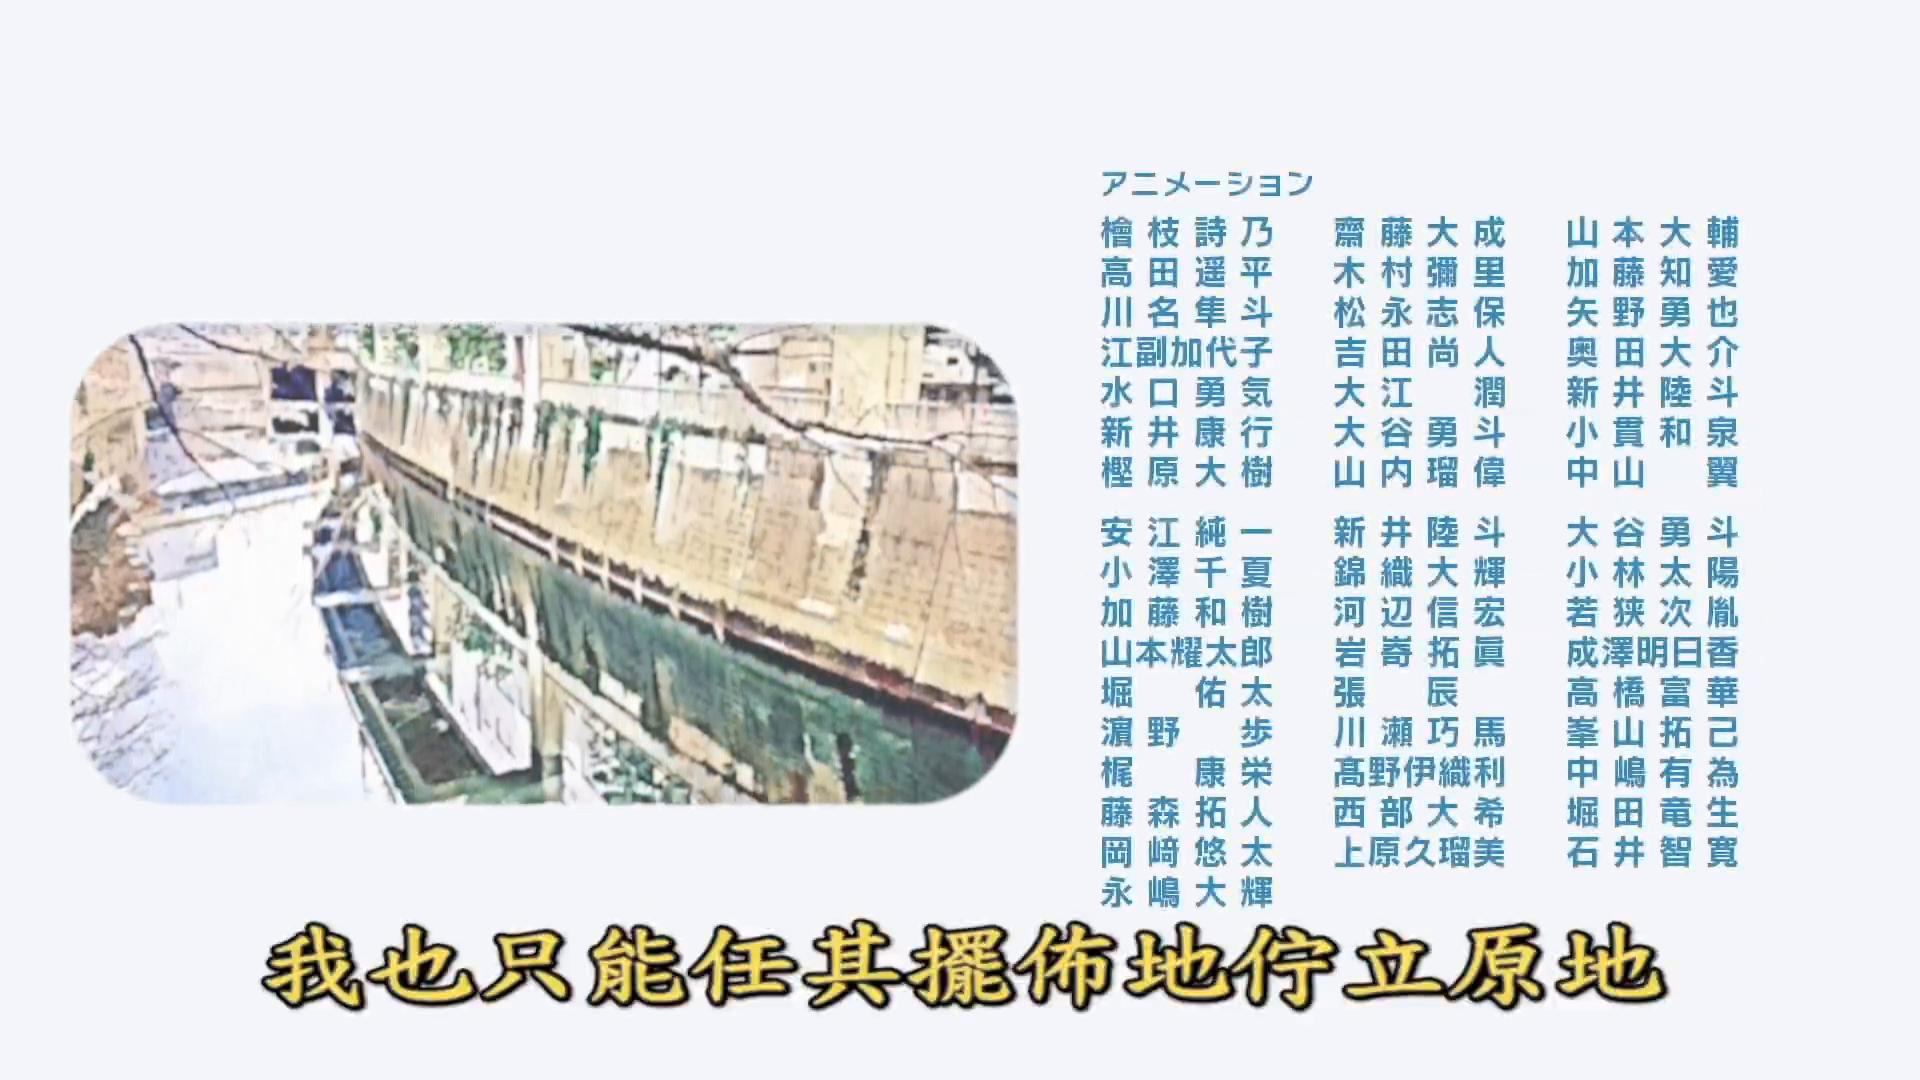 アニメーション
檜枝詩乃 齋藤大成 山本大輔
高田遥平 木村彌里 加藤知愛
川名隼斗 松永志保 矢野勇也
江副加代子 吉田尚人 奥田大介
水口勇気 大江 潤 新井陸斗
新井康行 大谷勇斗 小貫和泉
樫原大樹 山内瑠偉 中山 翼
安江純一 新井陸斗 大谷勇斗
小澤千夏 錦織大輝 小林太陽
加藤和樹 河辺信宏 若狭次胤
山本耀太郎 岩嵜拓眞 成澤明日香
堀 佑太 張 辰 高橋富華
濵野 歩 川瀬巧馬 峯山拓己
梶 康栄 髙野伊織利 中嶋有為
藤森拓人 西部大希 堀田竜生
岡﨑悠太 上原久瑠美 石井智寛
永嶋大輝
我也只能任其擺佈地佇立原地